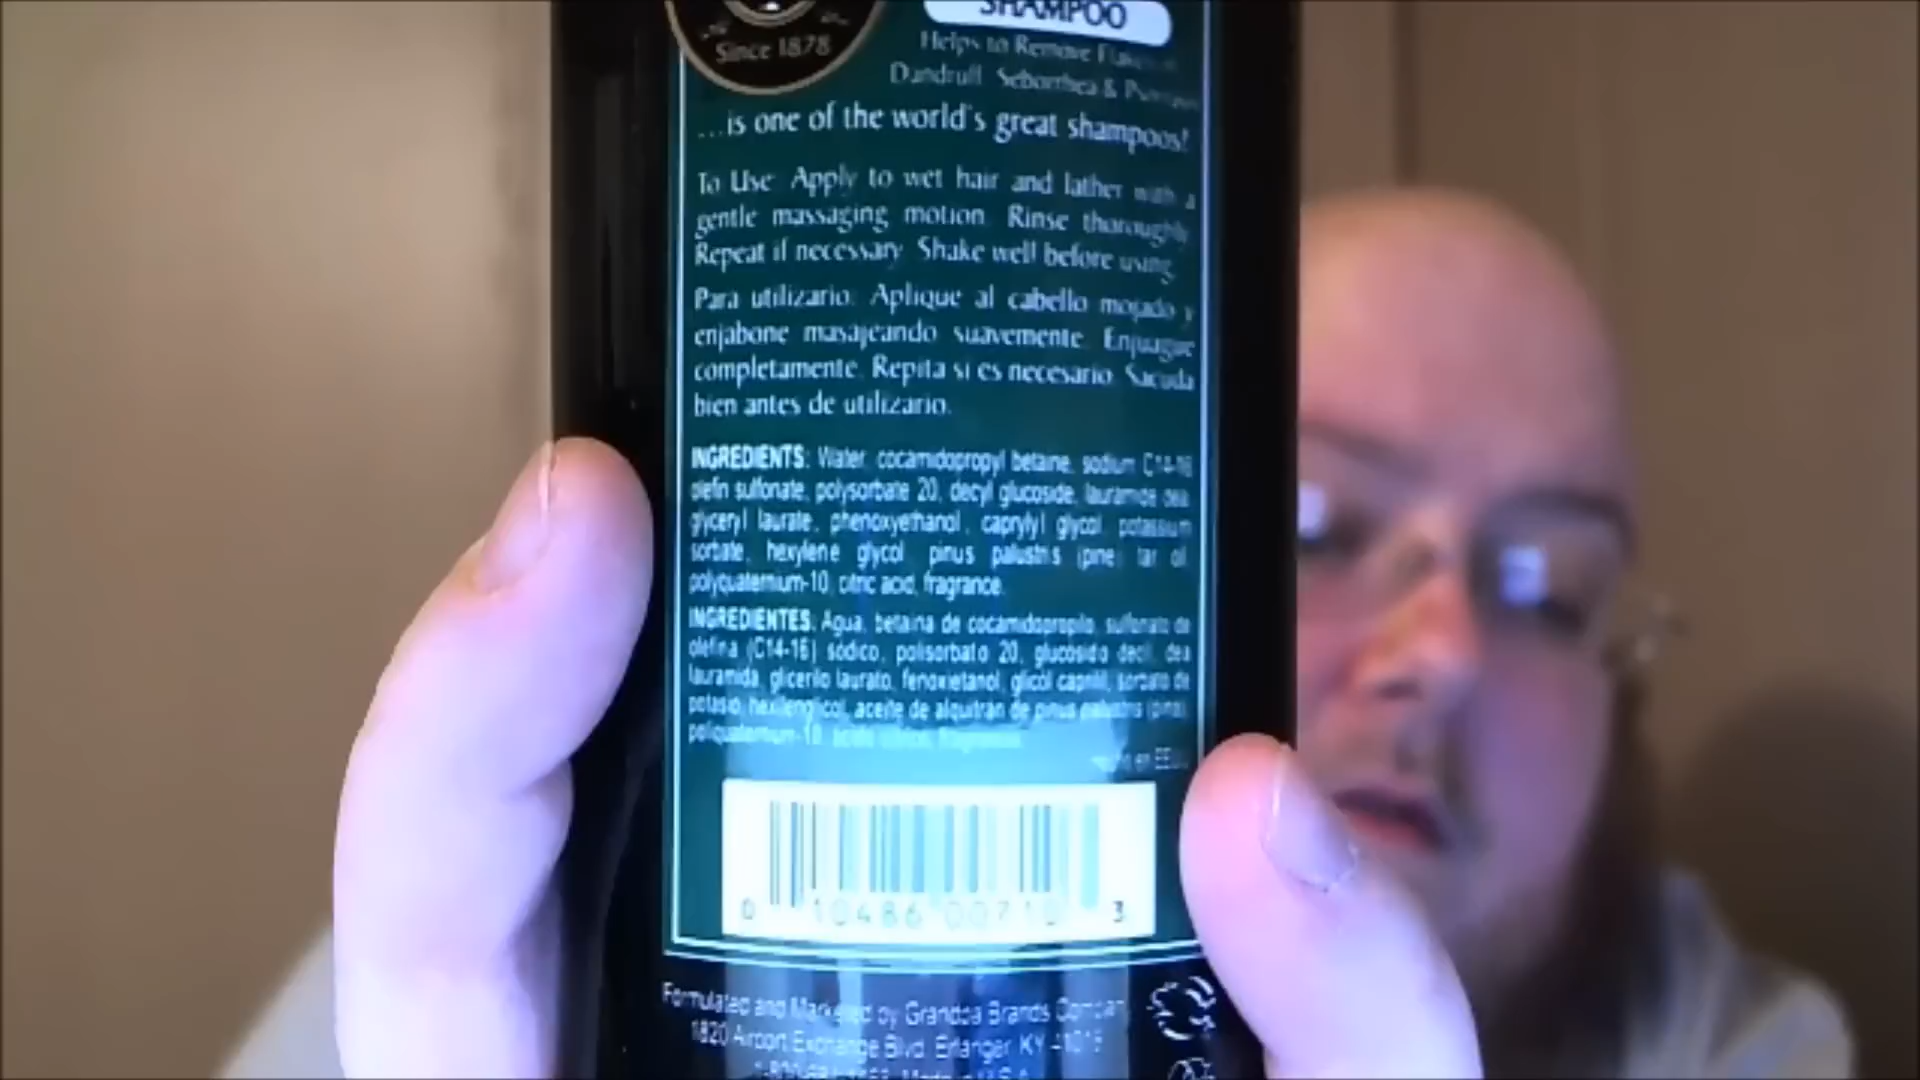 Since 1878
SHAMPOO
Helps to Remove Flakes of
Dandruff, Seborrhea &
...is one of the world's great shampoos!
To Use: Apply to wet hair and lather with a
gentle massaging motion. Rinse thoroughly.
Repeat if necessary. Shake well before using.
Para utilizarlo: Aplique al cabello mojado y
enjabone masajeando suavemente. Enjuague
completamente. Repita si es necesario. Sacuda
bien antes de utilizarlo.
INGREDIENTS: Water, cocamidopropyl betaine, sodium C14-16
olefin sulfonate, polysorbate 20, decyl glucoside, lauramide dea,
glyceryl laurate, phenoxyethanol, caprylyl glycol, potassium
sorbate, hexylene glycol, pinus palustris (pine) tar oil,
polyquaternium-10, citric acid, fragrance.
INGREDIENTES: Agua, betaina de cocamidopropilo, sulfonato de
olefina (C14-16) sódico, polisorbato 20, glucosido decil, dea
lauramida, glicerilo laurato, fenoxietanol, glicol caprilil, sorbato de
potasio, hexilenglicol, aceite de alquitran de pinus palustris (pino),
poliquaternium-10,
en EEUU
0 10486 00710 3
Formulated and Marketed by Grandpa Brands Company
1820 Airport Exchange Blvd. Erlanger, KY 41018